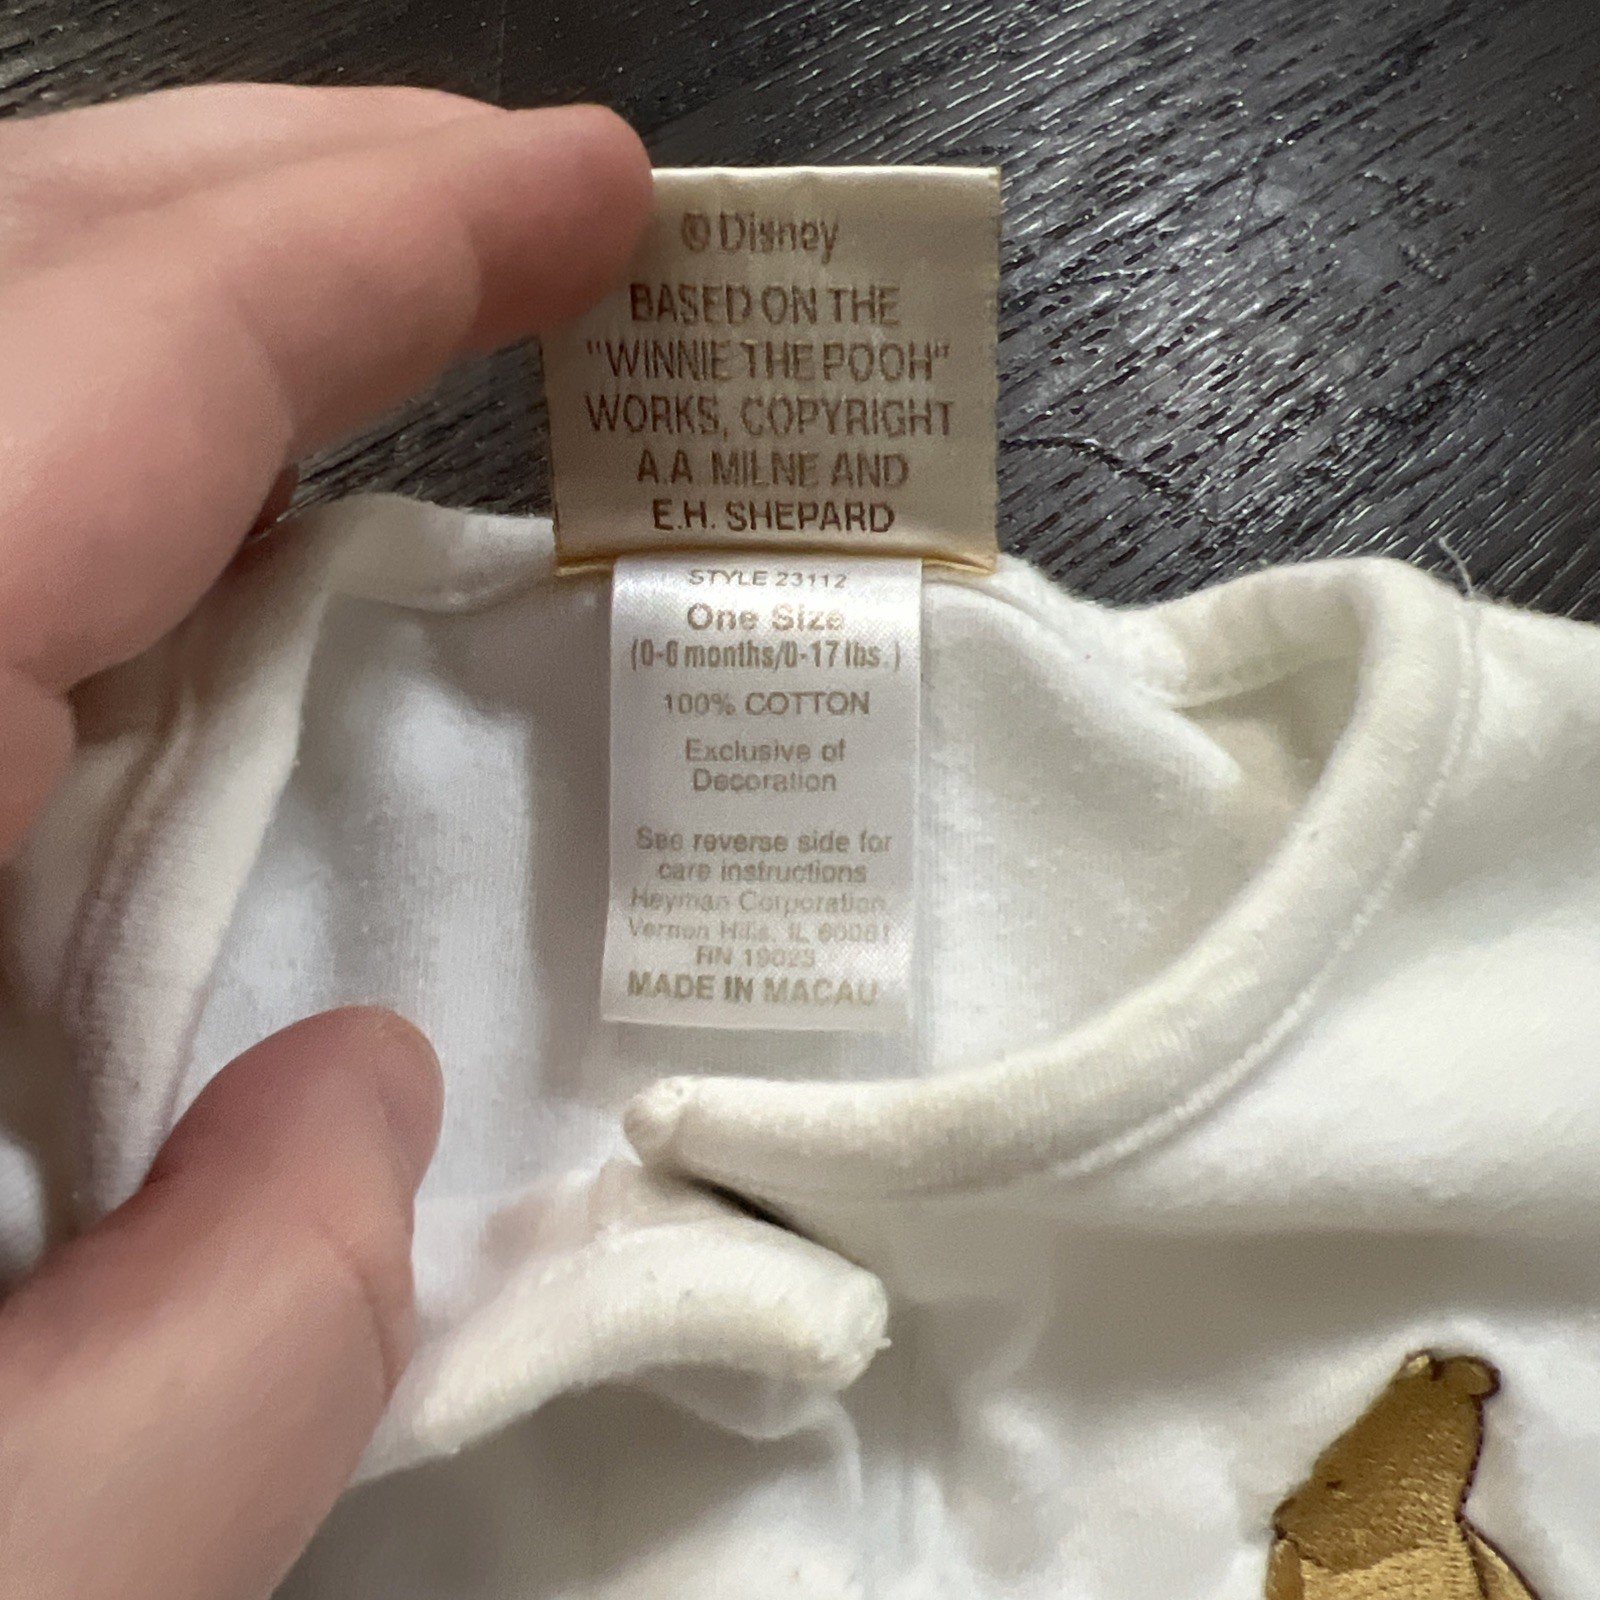 © Disney
BASED ON THE
"WINNIE THE POOH"
WORKS, COPYRIGHT
A.A. MILNE AND
E.H. SHEPARD
STYLE 23112
One Size
(0-6 months/0-17 lbs.)
100% COTTON
Exclusive of
Decoration
See reverse side for
care instructions
Heyman Corporation
Vernon Hills, IL 60061
RN 19023
MADE IN MACAU